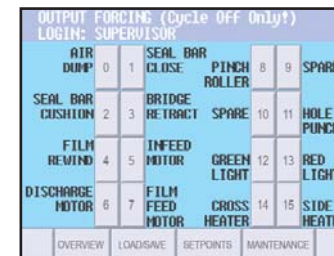 OUTPUT FORCING (Cycle Off Only!)
LOGIN: SUPERVISOR
AIR DUMP 0 1 SEAL BAR CLOSE
PINCH ROLLER 8 9 SPARE
SEAL BAR CUSHION 2 3 BRIDGE RETRACT
SPARE 10 11 HOLE PUNCH
FILM REWIND 4 5 INFEED MOTOR
GREEN LIGHT 12 13 RED LIGHT
DISCHARGE MOTOR 6 7 FILM FEED MOTOR
CROSS HEATER 14 15 SIDE HEATER
OVERVIEW LOAD/SAVE SETPOINTS MAINTENANCE